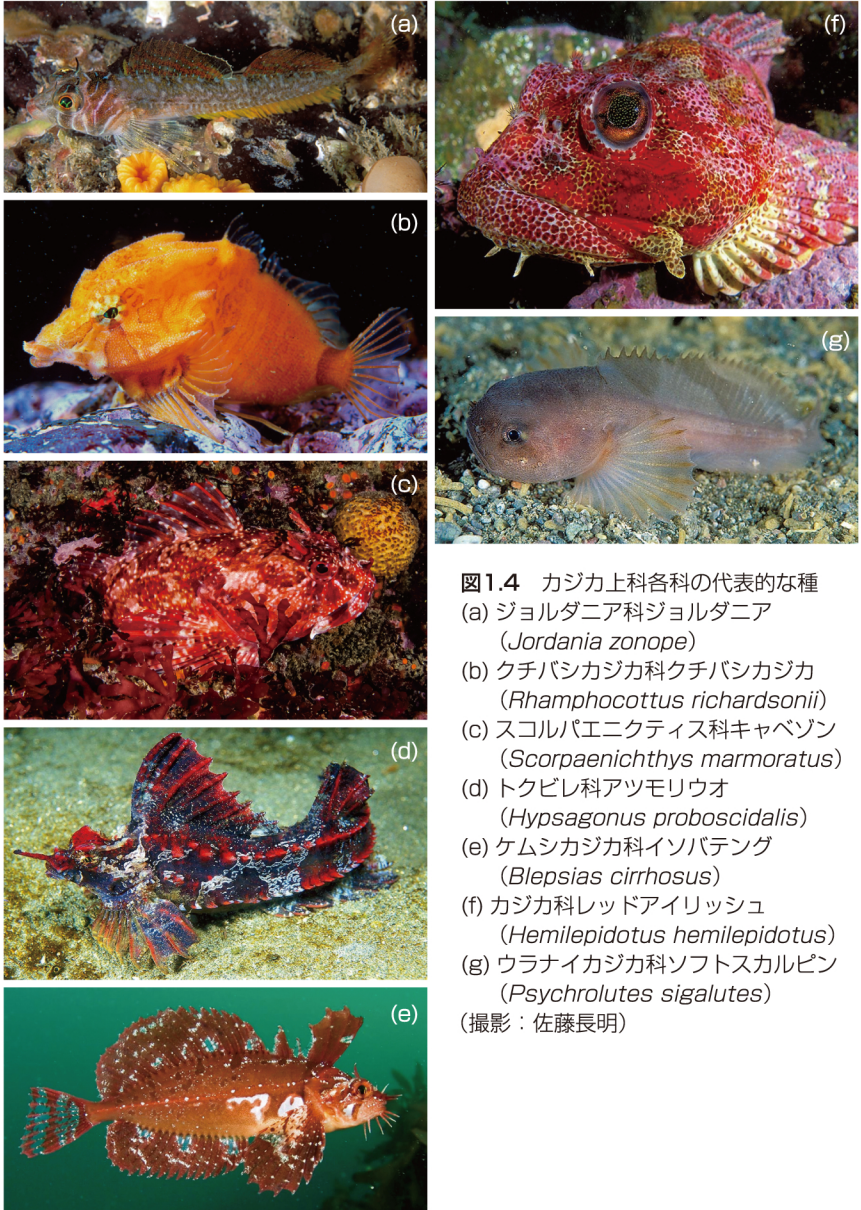 (a)
(b)
(c)
(d)
(e)
(f)
(g)
図1.4 カジカ上科各科の代表的な種
(a) ジョルダニア科ジョルダニア
（Jordania zonope）
(b) クチバシカジカ科クチバシカジカ
（Rhamphocottus richardsonii）
(c) スコルパエニクティス科キャベゾン
（Scorpaenichthys marmoratus）
(d) トクビレ科アツモリウオ
（Hypsagonus proboscidalis）
(e) ケムシカジカ科イソバテング
（Blepsias cirrhosus）
(f) カジカ科レッドアイリッシュ
（Hemilepidotus hemilepidotus）
(g) ウラナイカジカ科ソフトスカルピン
（Psychrolutes sigalutes）
（撮影：佐藤長明）